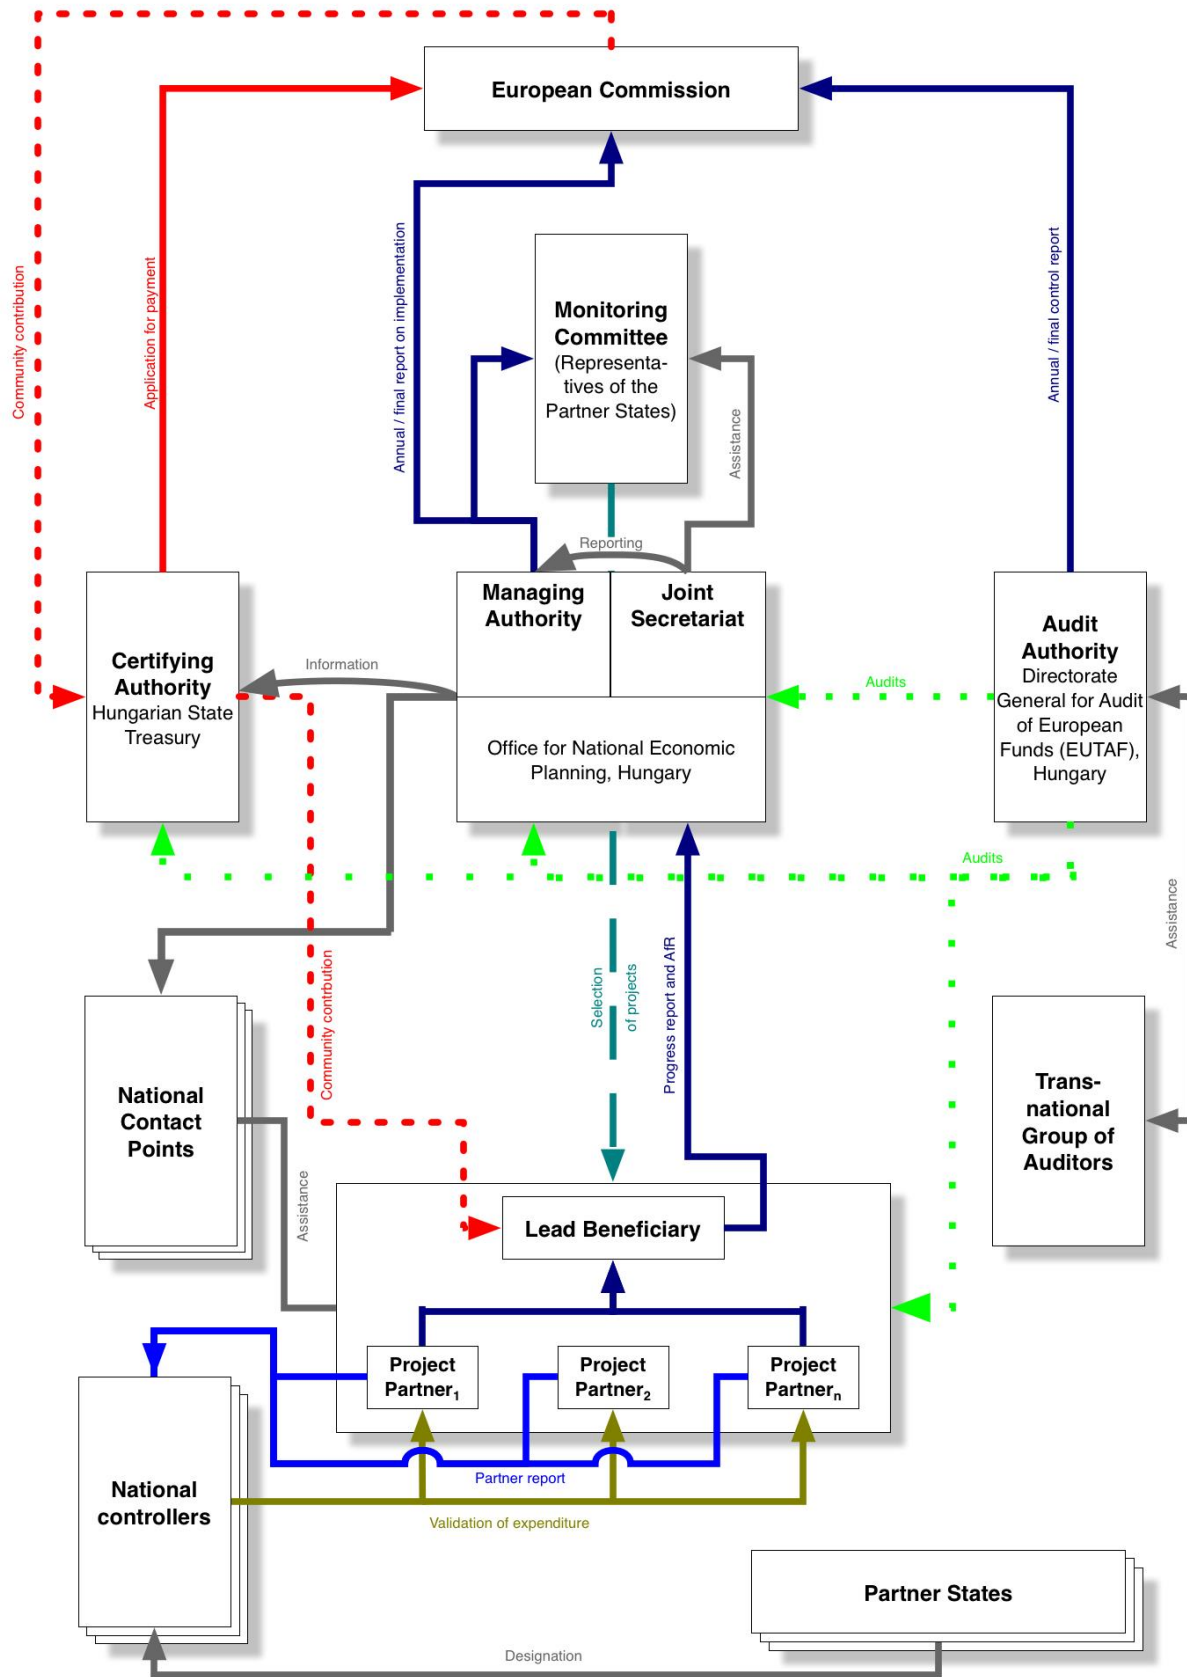 European Commission
Community contribution
Application for payment
Annual / final report on implementation
Annual / final control report
Monitoring
Committee
(Representa-
tives of the
Partner States)
Assistance
Reporting
Managing
Authority
Joint
Secretariat
Office for National Economic
Planning, Hungary
Certifying
Authority
Hungarian State
Treasury
Information
Audits
Audit
Authority
Directorate
General for Audit
of European
Funds (EUTAF),
Hungary
Audits
Assistance
Community contrbution
Selection
of projects
Progress report and AfR
National
Contact
Points
Trans-
national
Group of
Auditors
Assistance
Lead Beneficiary
Project
Partner1
Project
Partner2
Project
Partnern
Partner report
National
controllers
Validation of expenditure
Partner States
Designation